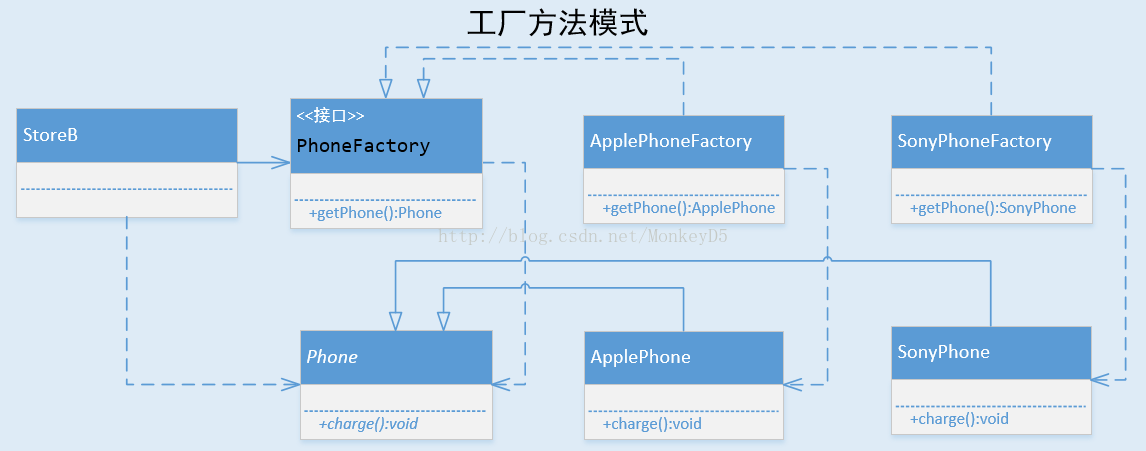 工厂方法模式
StoreB
<<接口>>
PhoneFactory
+getPhone():Phone
ApplePhoneFactory
+getPhone():ApplePhone
SonyPhoneFactory
+getPhone():SonyPhone
http://blog.csdn.net/MonkeyD5
Phone
+charge():void
ApplePhone
+charge():void
SonyPhone
+charge():void